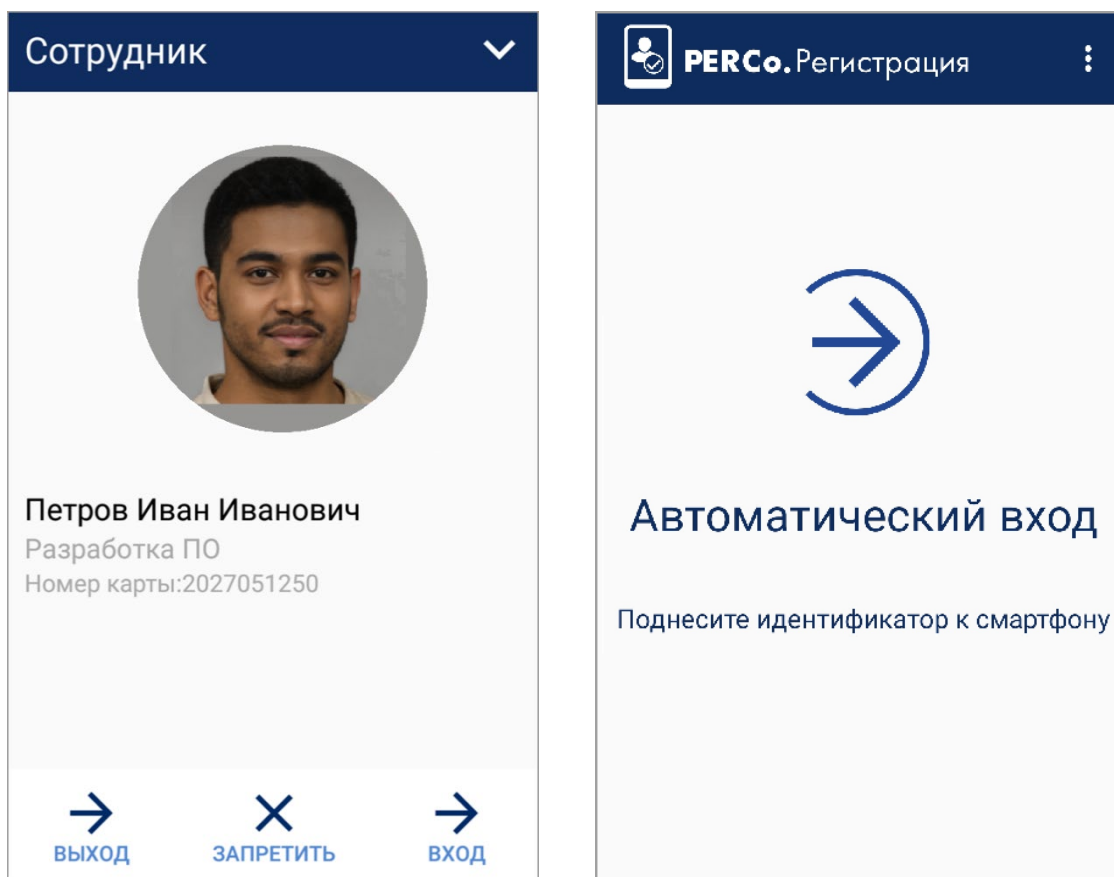 Сотрудник
Петров Иван Иванович
Разработка ПО
Номер карты:2027051250
ВЫХОД
ЗАПРЕТИТЬ
ВХОД
PERCo.Регистрация
Автоматический вход
Поднесите идентификатор к смартфону